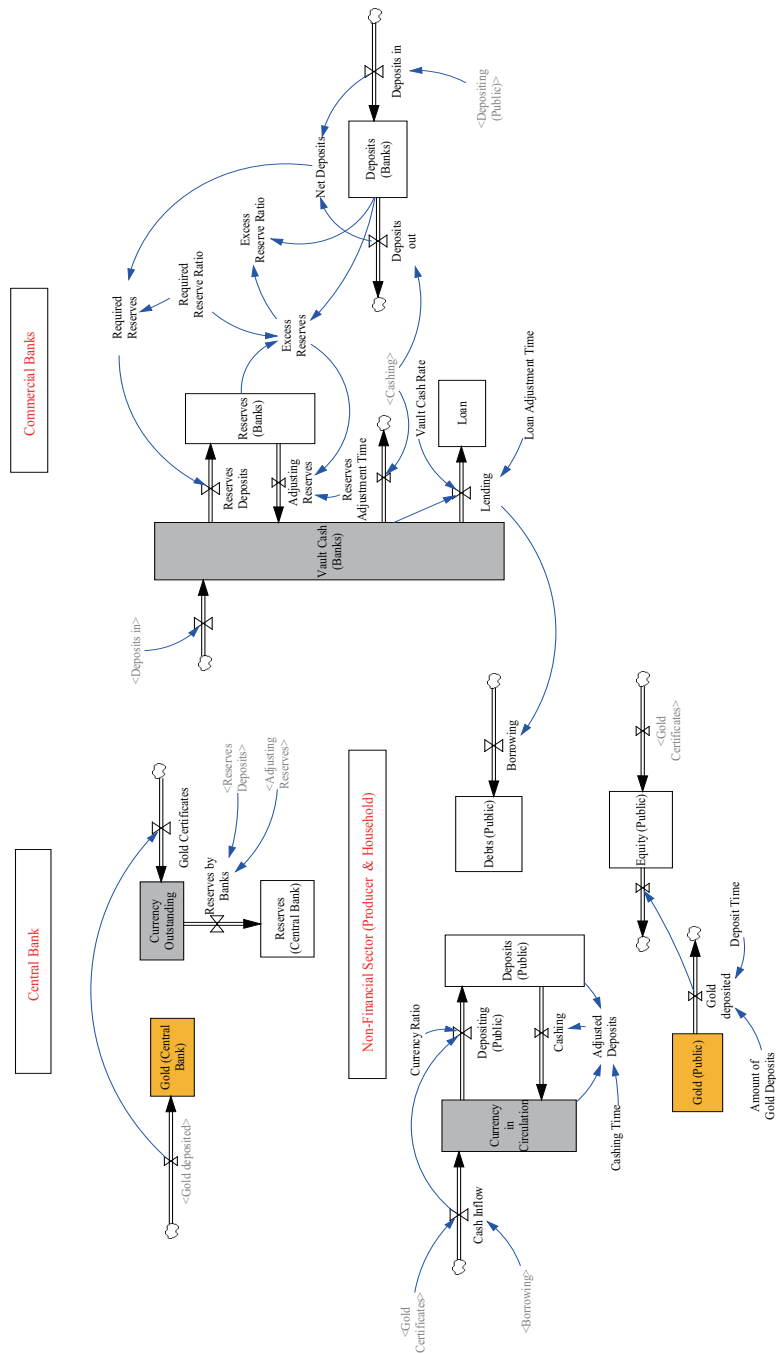 Central Bank
<Gold deposited>
Gold (Central
Bank)
Currency
Outstanding
Gold Certificates
Reserves by
Banks
<Reserves
Deposits>
<Adjusting
Reserves>
Reserves
(Central Bank)
Commercial Banks
<Deposits in>
Vault Cash
(Banks)
Reserves
Deposits
Required
Reserves
Required
Reserve Ratio
Reserves
(Banks)
Adjusting
Reserves
Reserves
Adjustment Time
Excess
Reserves
Excess
Reserve Ratio
Net Deposits
Deposits
(Banks)
Deposits in
Deposits
out
<Depositing
(Public)>
<Cashing>
Vault Cash Rate
Loan
Lending
Loan Adjustment Time
Non-Financial Sector (Producer & Household)
<Gold
Certificates>
Cash Inflow
<Borrowing>
Currency
in
Circulation
Currency Ratio
Depositing
(Public)
Deposits
(Public)
Cashing
Adjusted
Deposits
Cashing Time
Debts (Public)
Borrowing
Gold (Public)
Gold
deposited
Amount of
Gold Deposits
Deposit Time
Equity (Public)
<Gold
Certificates>